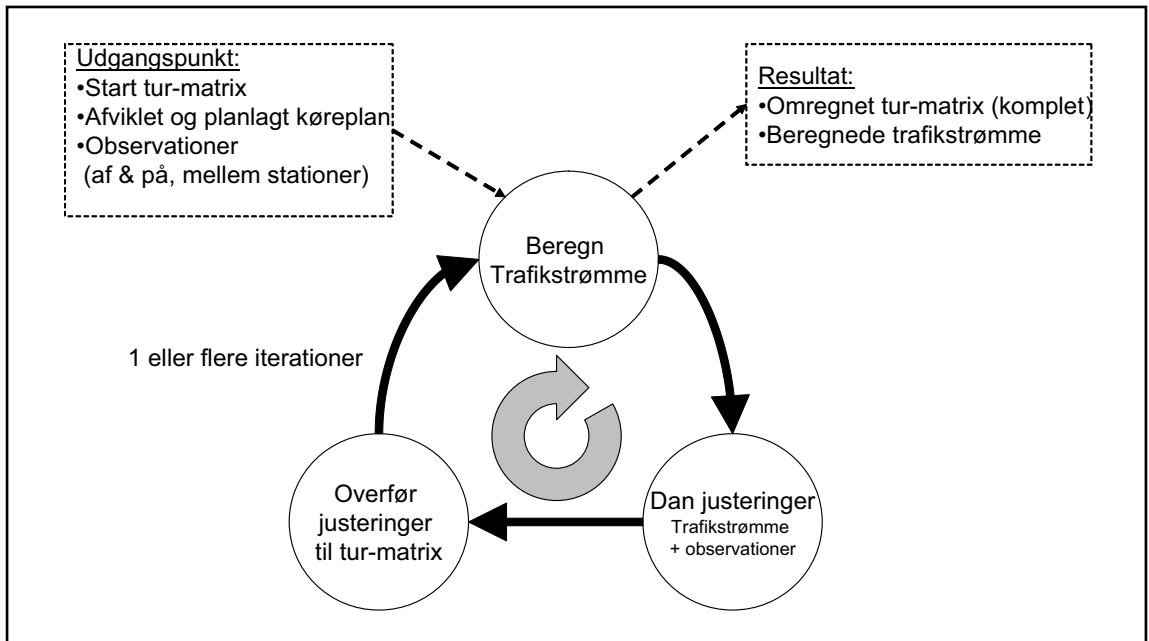 Udgangspunkt:
•Start tur-matrix
•Afviklet og planlagt køreplan
•Observationer
(af & på, mellem stationer)
Resultat:
•Omregnet tur-matrix (komplet)
•Beregnede trafikstrømme
Beregn
Trafikstrømme
1 eller flere iterationer
Overfør
justeringer
til tur-matrix
Dan justeringer
Trafikstrømme
+ observationer